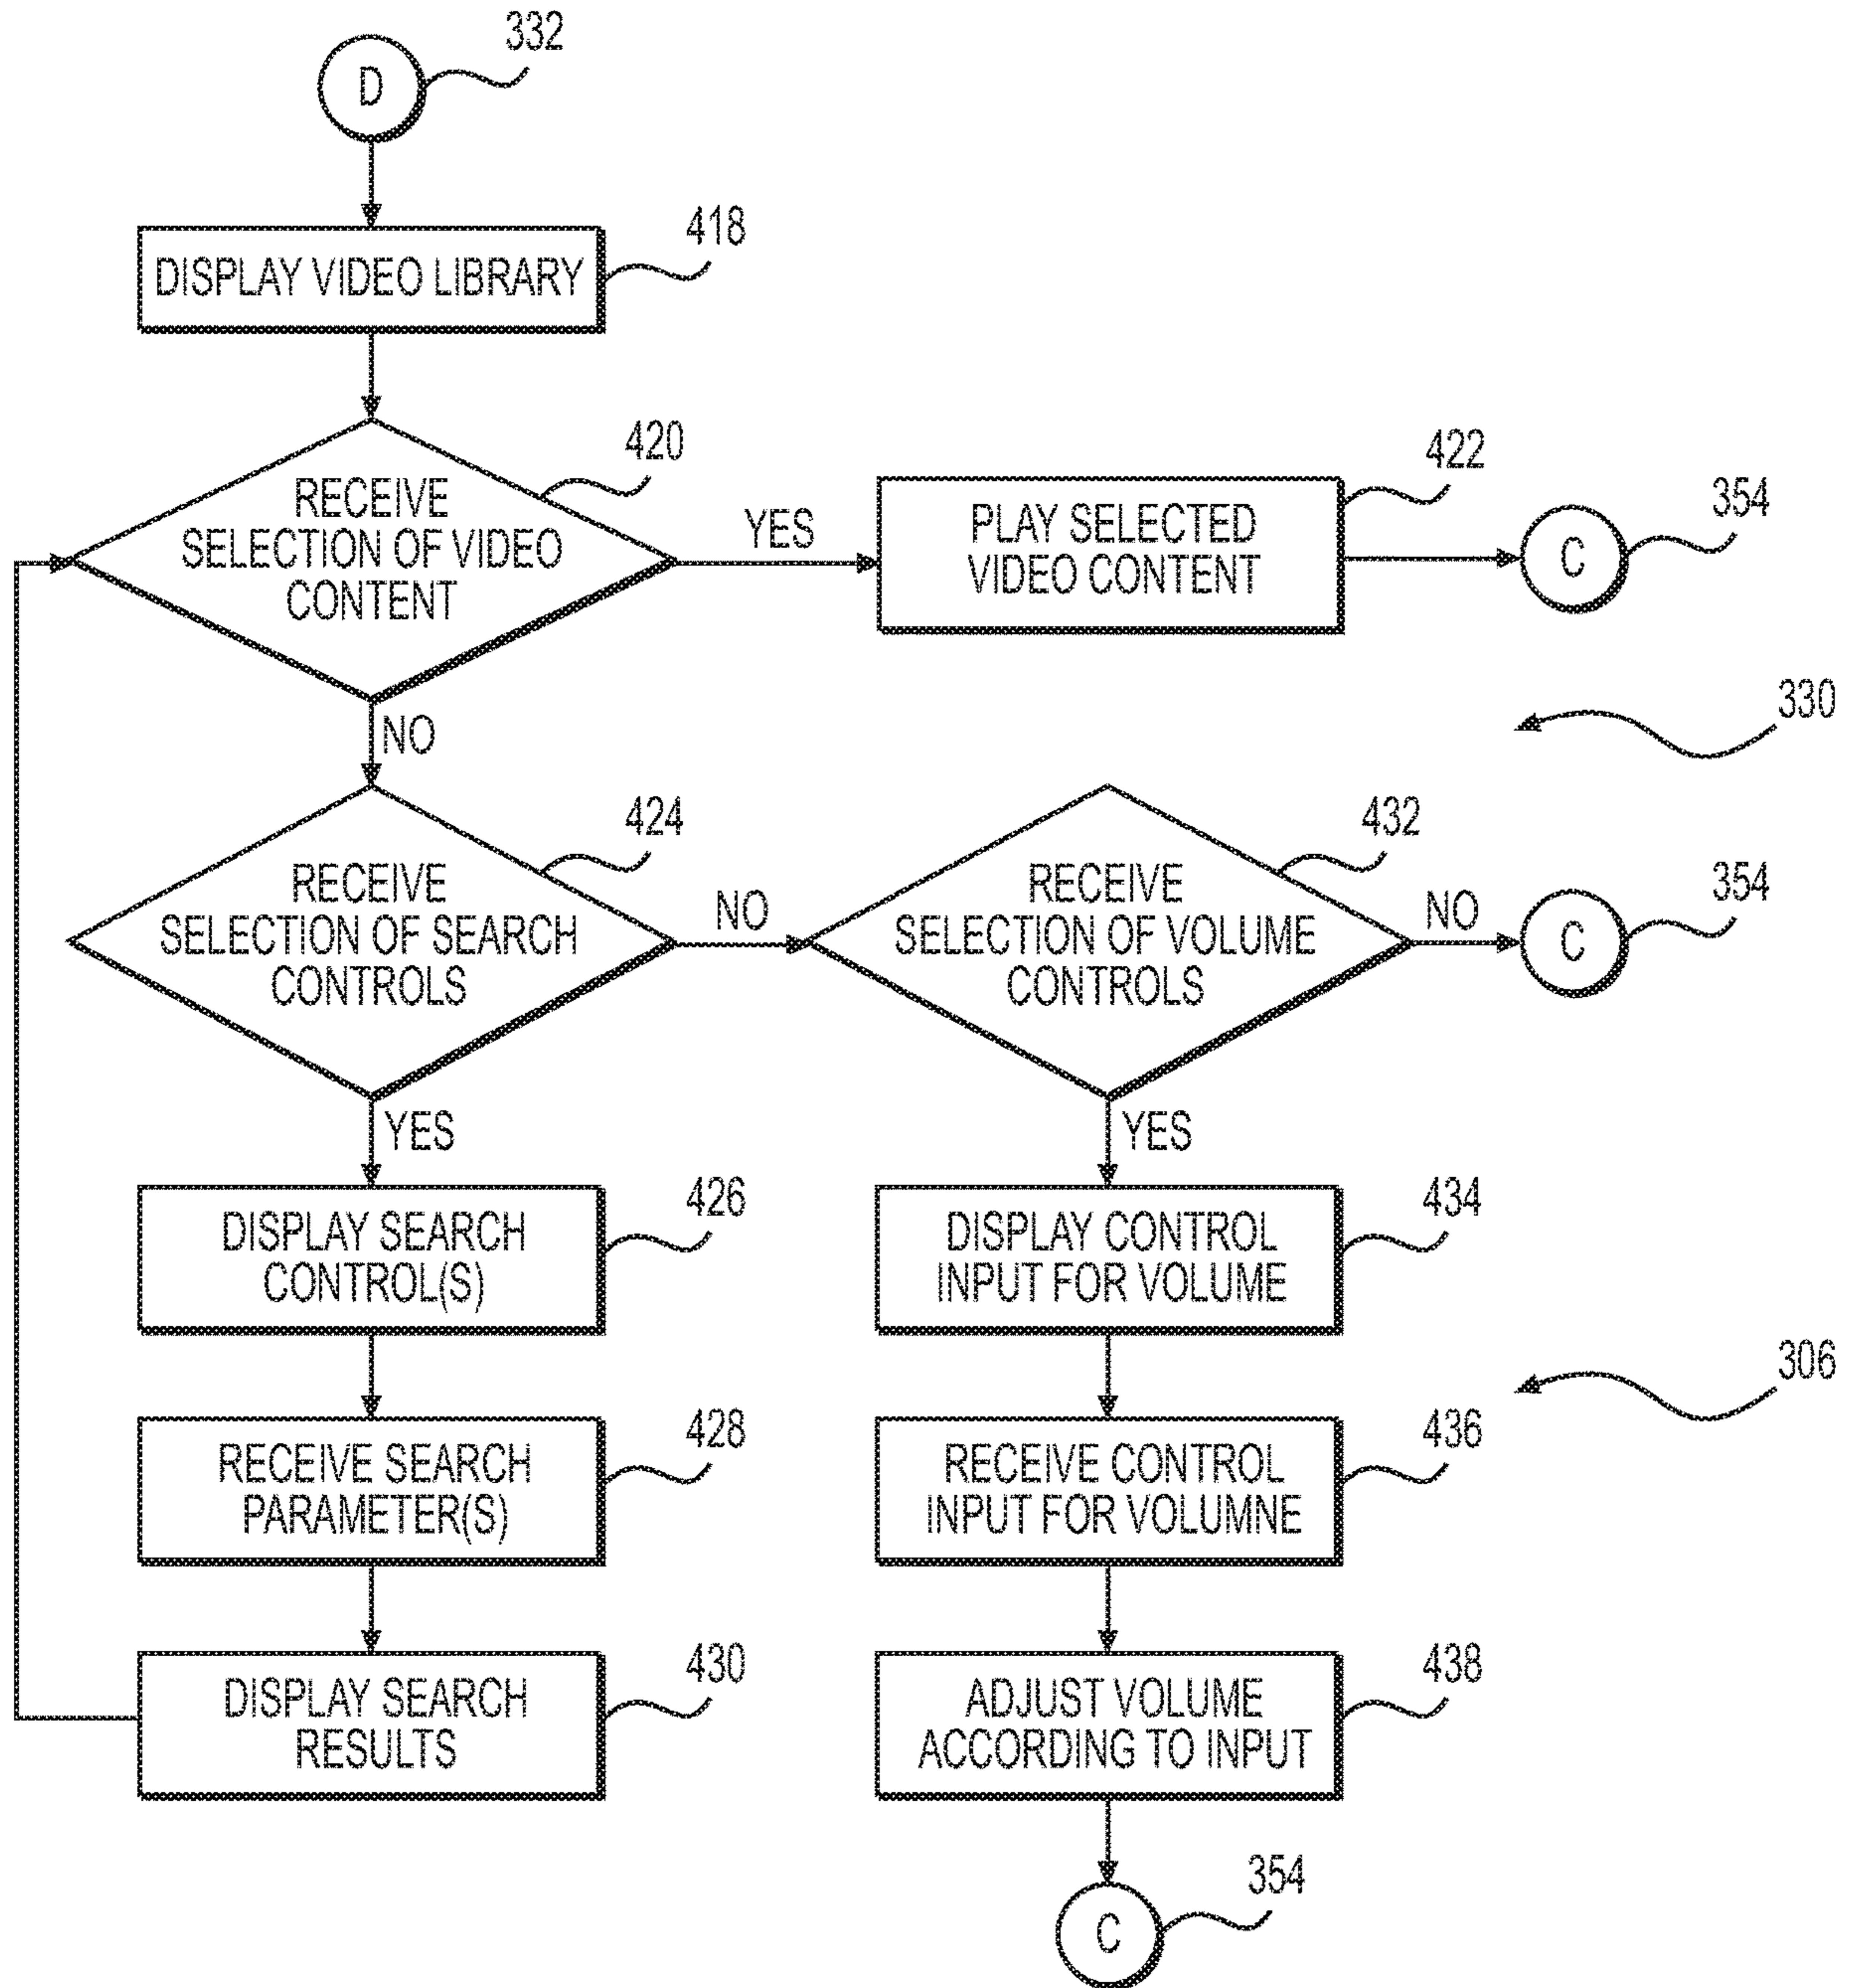 332
D
418
DISPLAY VIDEO LIBRARY
420
RECEIVE
SELECTION OF VIDEO
CONTENT
YES
422
PLAY SELECTED
VIDEO CONTENT
354
C
330
NO
424
RECEIVE
SELECTION OF SEARCH
CONTROLS
NO
432
RECEIVE
SELECTION OF VOLUME
CONTROLS
NO
354
C
YES
YES
426
DISPLAY SEARCH
CONTROL(S)
434
DISPLAY CONTROL
INPUT FOR VOLUME
306
428
RECEIVE SEARCH
PARAMETER(S)
436
RECEIVE CONTROL
INPUT FOR VOLUMNE
430
DISPLAY SEARCH
RESULTS
438
ADJUST VOLUME
ACCORDING TO INPUT
354
C